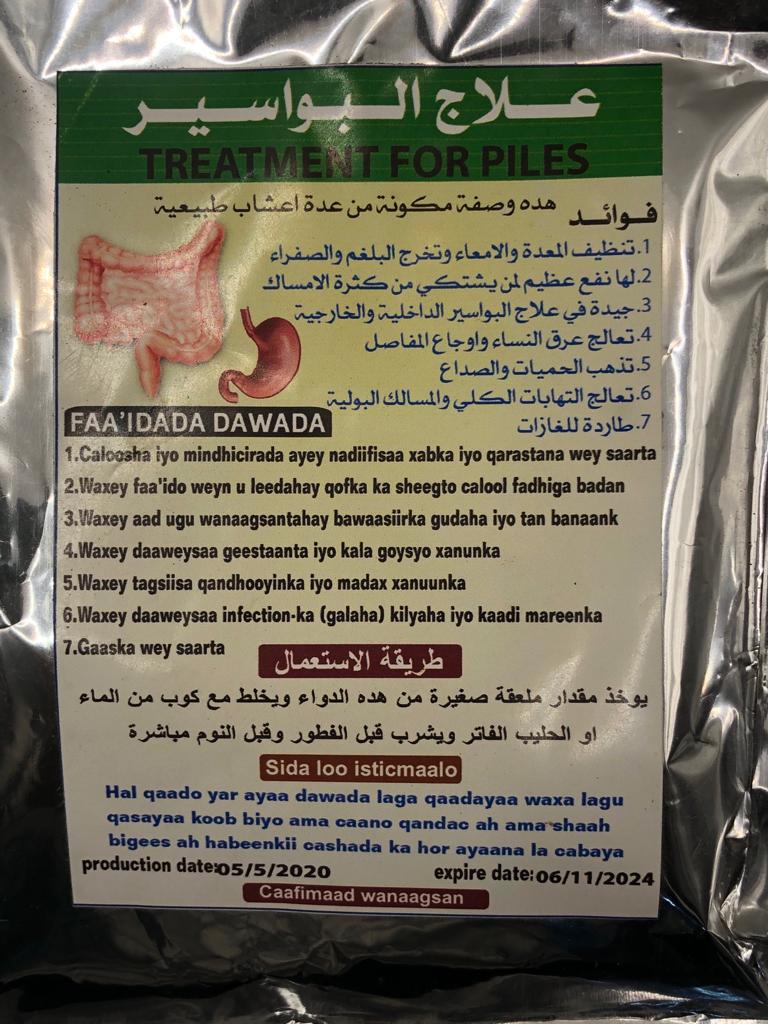 عـــلاج الـــبـــواســـيـــر
TREATMENT FOR PILES
هده وصفة مكونة من عدة اعشاب طبيعية
فوائد
1.تنظيف المعدة والامعاء وتخرج البلغم والصفراء
2.لها نفع عظيم لمن يشتكي من كثرة الامساك
3.جيدة في علاج البواسير الداخلية والخارجية
4.تعالج عرق النساء واوجاع المفاصل
5.تذهب الحميات والصداع
6.تعالج التهابات الكلي والمسالك البولية
7.طاردة للغازات
FAA'IDADA DAWADA
1.Caloosha iyo mindhicirada ayey nadiifisaa xabka iyo qarastana wey saarta
2.Waxey faa'ido weyn u leedahay qofka ka sheegto calool fadhiga badan
3.Waxey aad ugu wanaagsantahay bawaasiirka gudaha iyo tan banaank
4.Waxey daaweysaa geestaanta iyo kala goysyo xanunka
5.Waxey tagsiisa qandhooyinka iyo madax xanuunka
6.Waxey daaweysaa infection-ka (galaha) kilyaha iyo kaadi mareenka
7.Gaaska wey saarta
طريقة الاستعمال
يوخذ مقدار ملعقة صغيرة من هده الدواء ويخلط مع كوب من الماء
او الحليب الفاتر ويشرب قبل الفطور وقبل النوم مباشرة
Sida loo isticmaalo
Hal qaado yar ayaa dawada laga qaadayaa waxa lagu
qasayaa koob biyo ama caano qandac ah ama shaah
bigees ah habeenkii cashada ka hor ayaana la cabaya
production date:05/5/2020
expire date:06/11/2024
Caafimaad wanaagsan